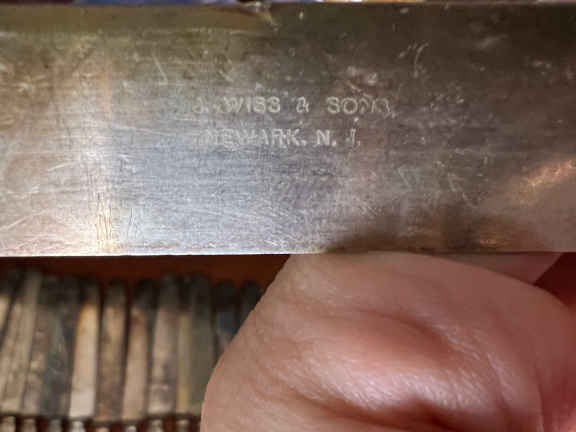 J. WISS & SONS
NEWARK, N. J.